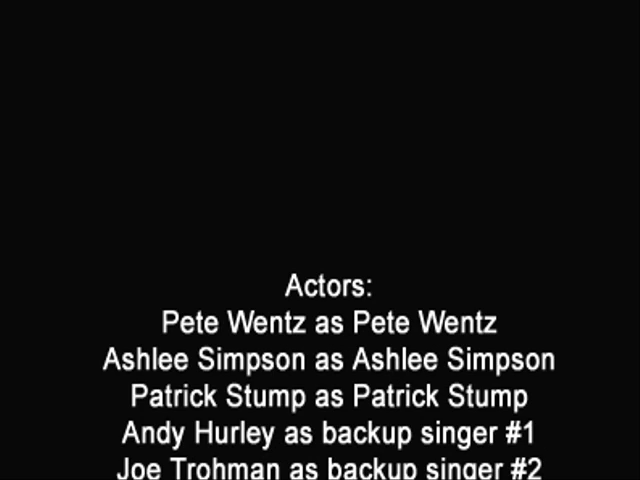 Actors:
Pete Wentz as Pete Wentz
Ashlee Simpson as Ashlee Simpson
Patrick Stump as Patrick Stump
Andy Hurley as backup singer #1
Joe Trohman as backup singer #2